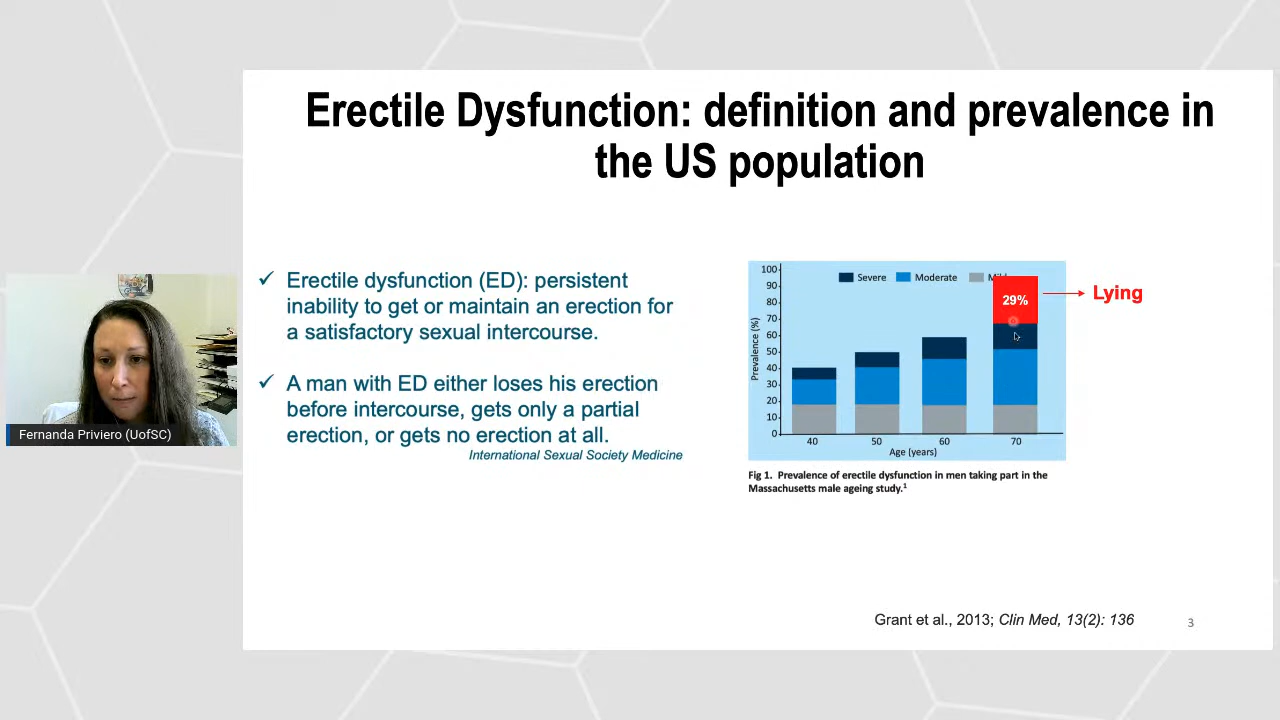 Erectile Dysfunction: definition and prevalence in
the US population
✓ Erectile dysfunction (ED): persistent
inability to get or maintain an erection for
a satisfactory sexual intercourse.
✓ A man with ED either loses his erection
before intercourse, gets only a partial
erection, or gets no erection at all.
International Sexual Society Medicine
Fernanda Priviero (UofSC)
Severe Moderate
29%
Lying
Prevalence (%)
100
90
80
70
60
50
40
30
20
10
0
40 50 60 70
Age (years)
Fig 1. Prevalence of erectile dysfunction in men taking part in the
Massachusetts male ageing study.1
Grant et al., 2013; Clin Med, 13(2): 136
3